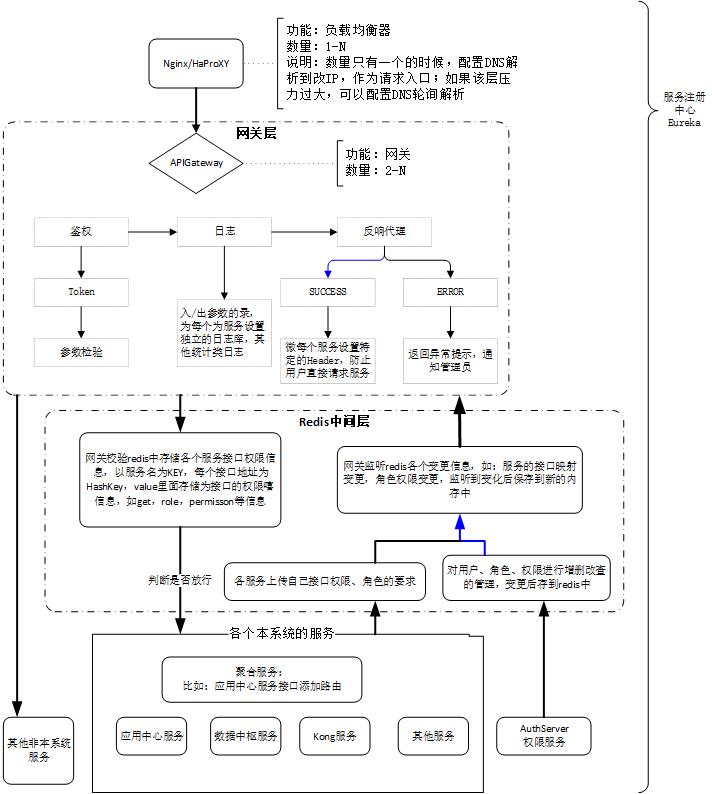 功能：负载均衡器
数量：1-N
说明：数量只有一个的时候，配置DNS解
析到改IP，作为请求入口；如果该层压
力过大，可以配置DNS轮询解析
Nginx/HaProXY
服务注册
中心
Eureka
网关层
APIGateway
功能：网关
数量：2-N
鉴权
日志
反响代理
Token
SUCCESS
ERROR
入/出参数的录，
为每个为服务设置
独立的日志库，其
他统计类日志
参数检验
微每个服务设置特
定的Header，防止
用户直接请求服务
返回异常提示，通
知管理员
Redis中间层
网关校验redis中存储各个服务接口权限信
息，以服务名为KEY，每个接口地址为
HashKey，value里面存储为接口的权限嘻
信息，如get，role，permisson等信息
网关监听redis各个变更信息，如：服务的接口映射
变更，角色权限变更，监听到变化后保存到新的内
存中
判断是否放行
各服务上传自己接口权限、角色的要求
对用户、角色、权限进行增删改查
的管理，变更后存到redis中
各个本系统的服务
聚合服务：
比如：应用中心服务接口添加路由
其他非本系统
服务
应用中心服务
数据中枢服务
Kong服务
其他服务
AuthServer
权限服务